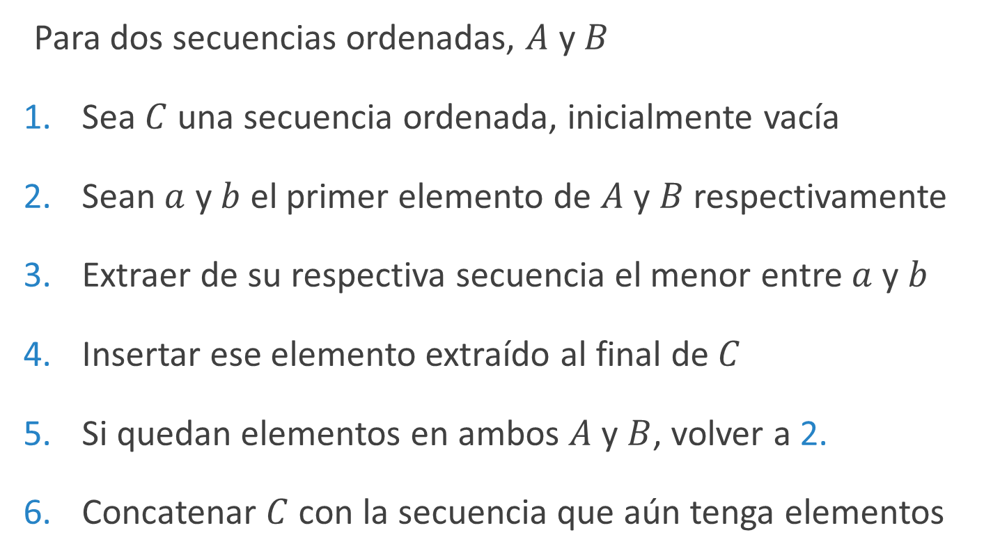 Para dos secuencias ordenadas, A y B
1. Sea C una secuencia ordenada, inicialmente vacía
2. Sean a y b el primer elemento de A y B respectivamente
3. Extraer de su respectiva secuencia el menor entre a y b
4. Insertar ese elemento extraído al final de C
5. Si quedan elementos en ambos A y B, volver a 2.
6. Concatenar C con la secuencia que aún tenga elementos